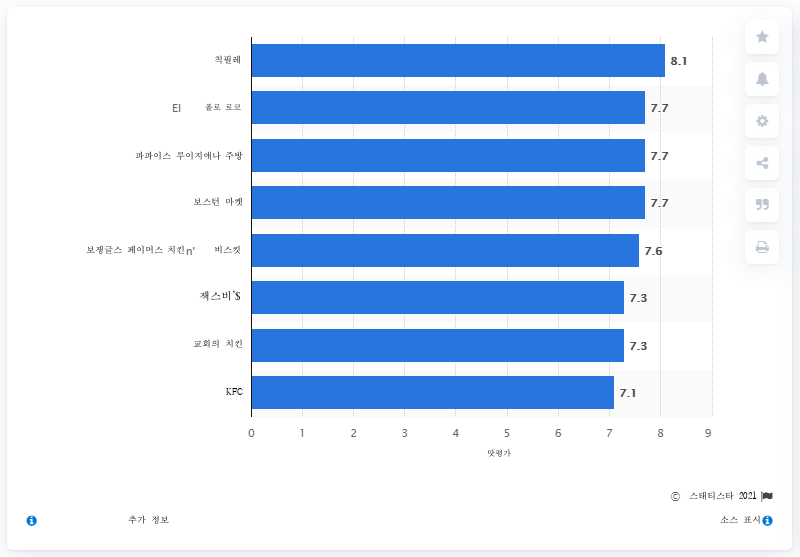 칙필레 8.1
El 폴로 로코 7.7
파파이스 루이지애나 주방 7.7
보스턴 마켓 7.7
보쟁글스 페이머스 치킨n' 비스킷 7.6
잭스비`S 7.3
교회의 치킨 7.3
KFC 7.1
0 1 2 3 4 5 6 7 8 9
맛평가
© 스태티스타 2021
추가 정보 소스 표시